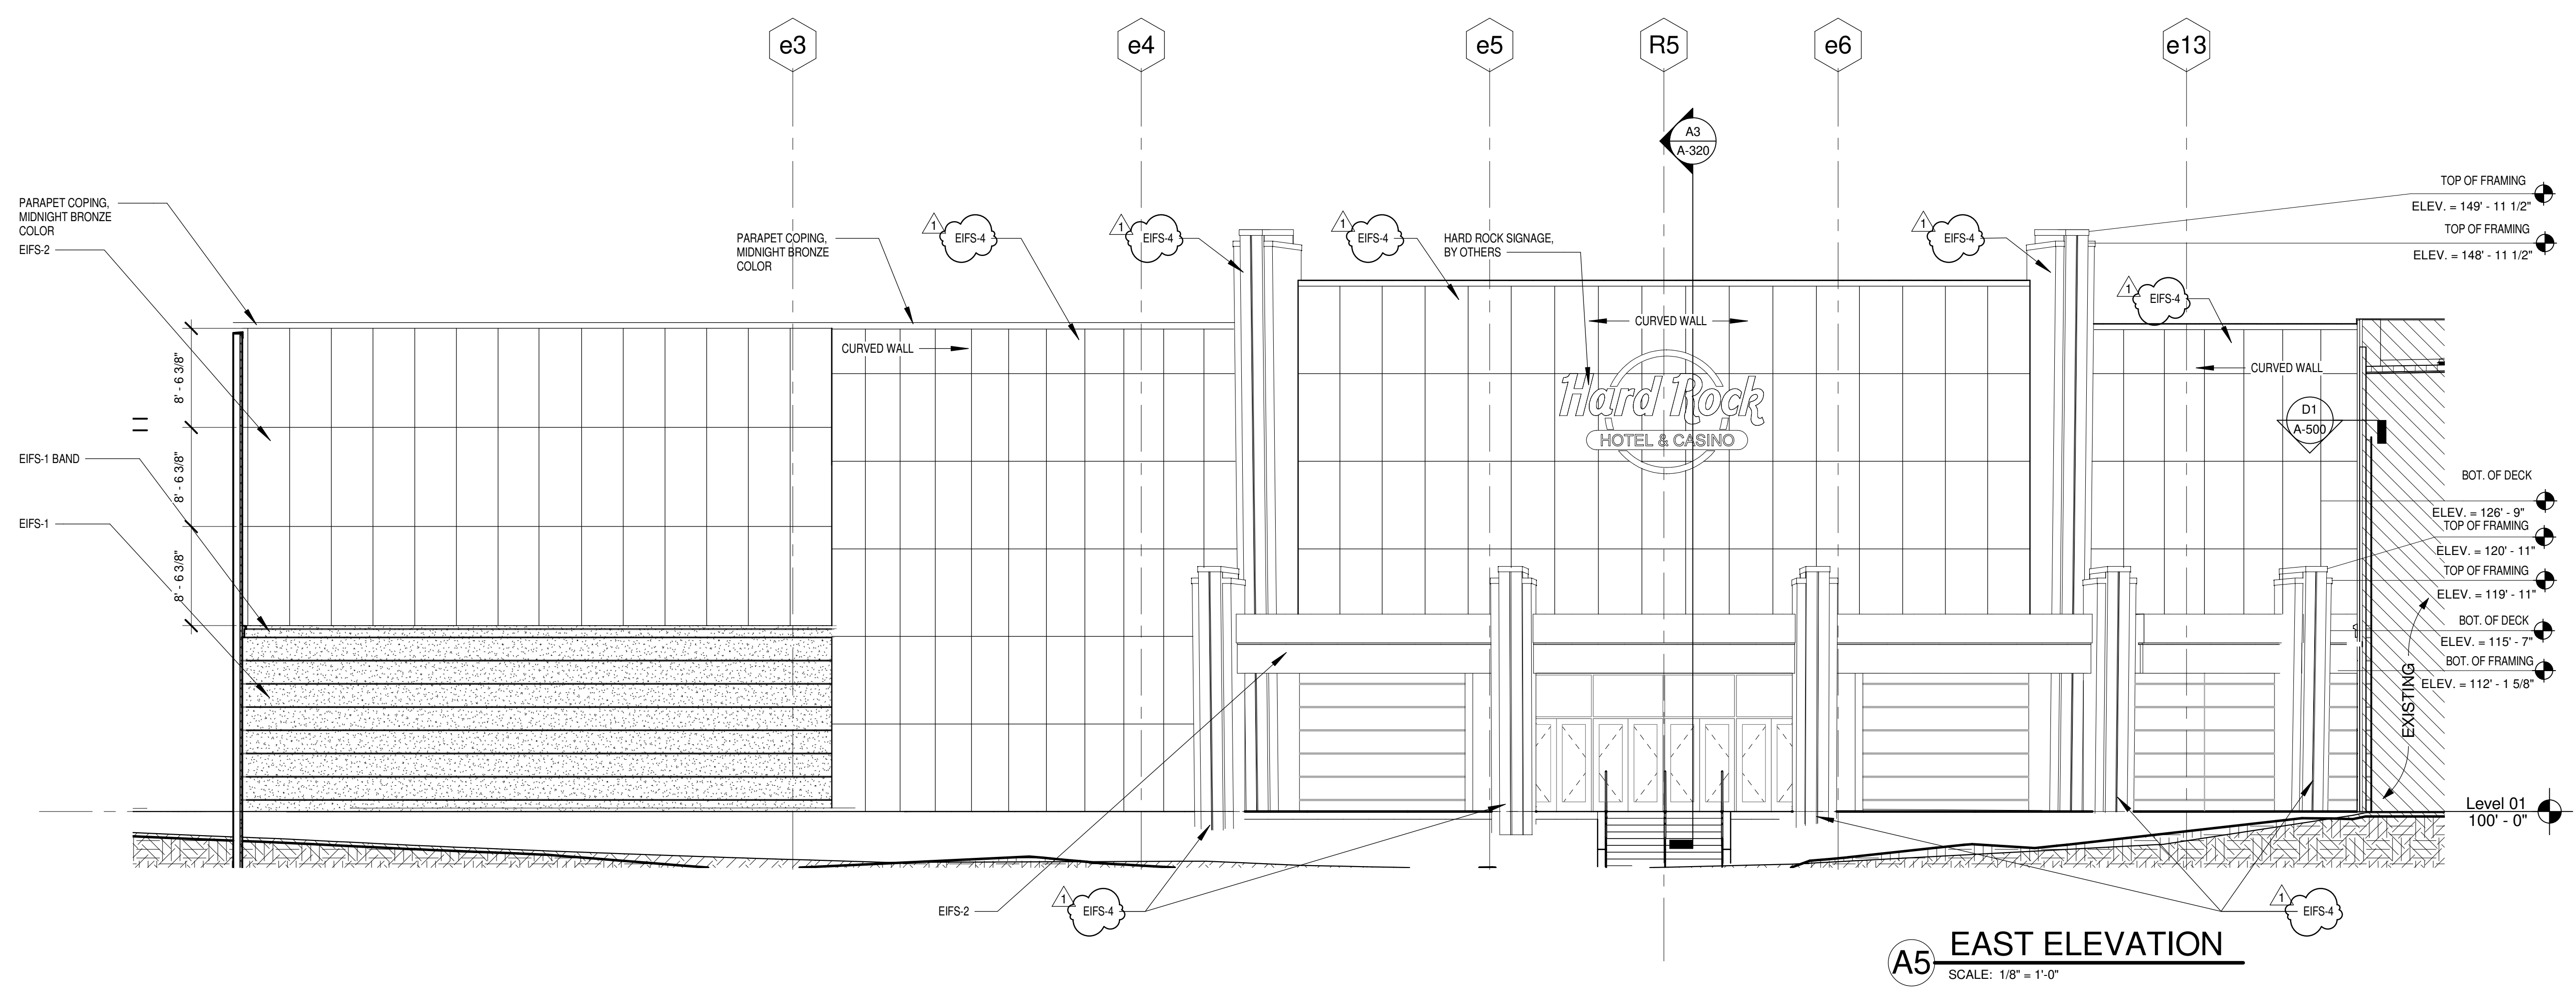 e3
e4
e5
R5
e6
e13
A3
A-320
PARAPET COPING,
MIDNIGHT BRONZE
COLOR
EIFS-2
EIFS-1 BAND
EIFS-1
8' - 6 3/8"
8' - 6 3/8"
8' - 6 3/8"
PARAPET COPING,
MIDNIGHT BRONZE
COLOR
1
EIFS-4
1
EIFS-4
1
EIFS-4
HARD ROCK SIGNAGE,
BY OTHERS
1
EIFS-4
1
EIFS-4
CURVED WALL
CURVED WALL
CURVED WALL
Hard Rock
HOTEL & CASINO
D1
A-500
TOP OF FRAMING
ELEV. = 149' - 11 1/2"
TOP OF FRAMING
ELEV. = 148' - 11 1/2"
BOT. OF DECK
ELEV. = 126' - 9"
TOP OF FRAMING
ELEV. = 120' - 11"
TOP OF FRAMING
ELEV. = 119' - 11"
BOT. OF DECK
ELEV. = 115' - 7"
BOT. OF FRAMING
ELEV. = 112' - 1 5/8"
EXISTING
Level 01
100' - 0"
EIFS-2
1
EIFS-4
1
EIFS-4
A5
EAST ELEVATION
SCALE: 1/8" = 1'-0"